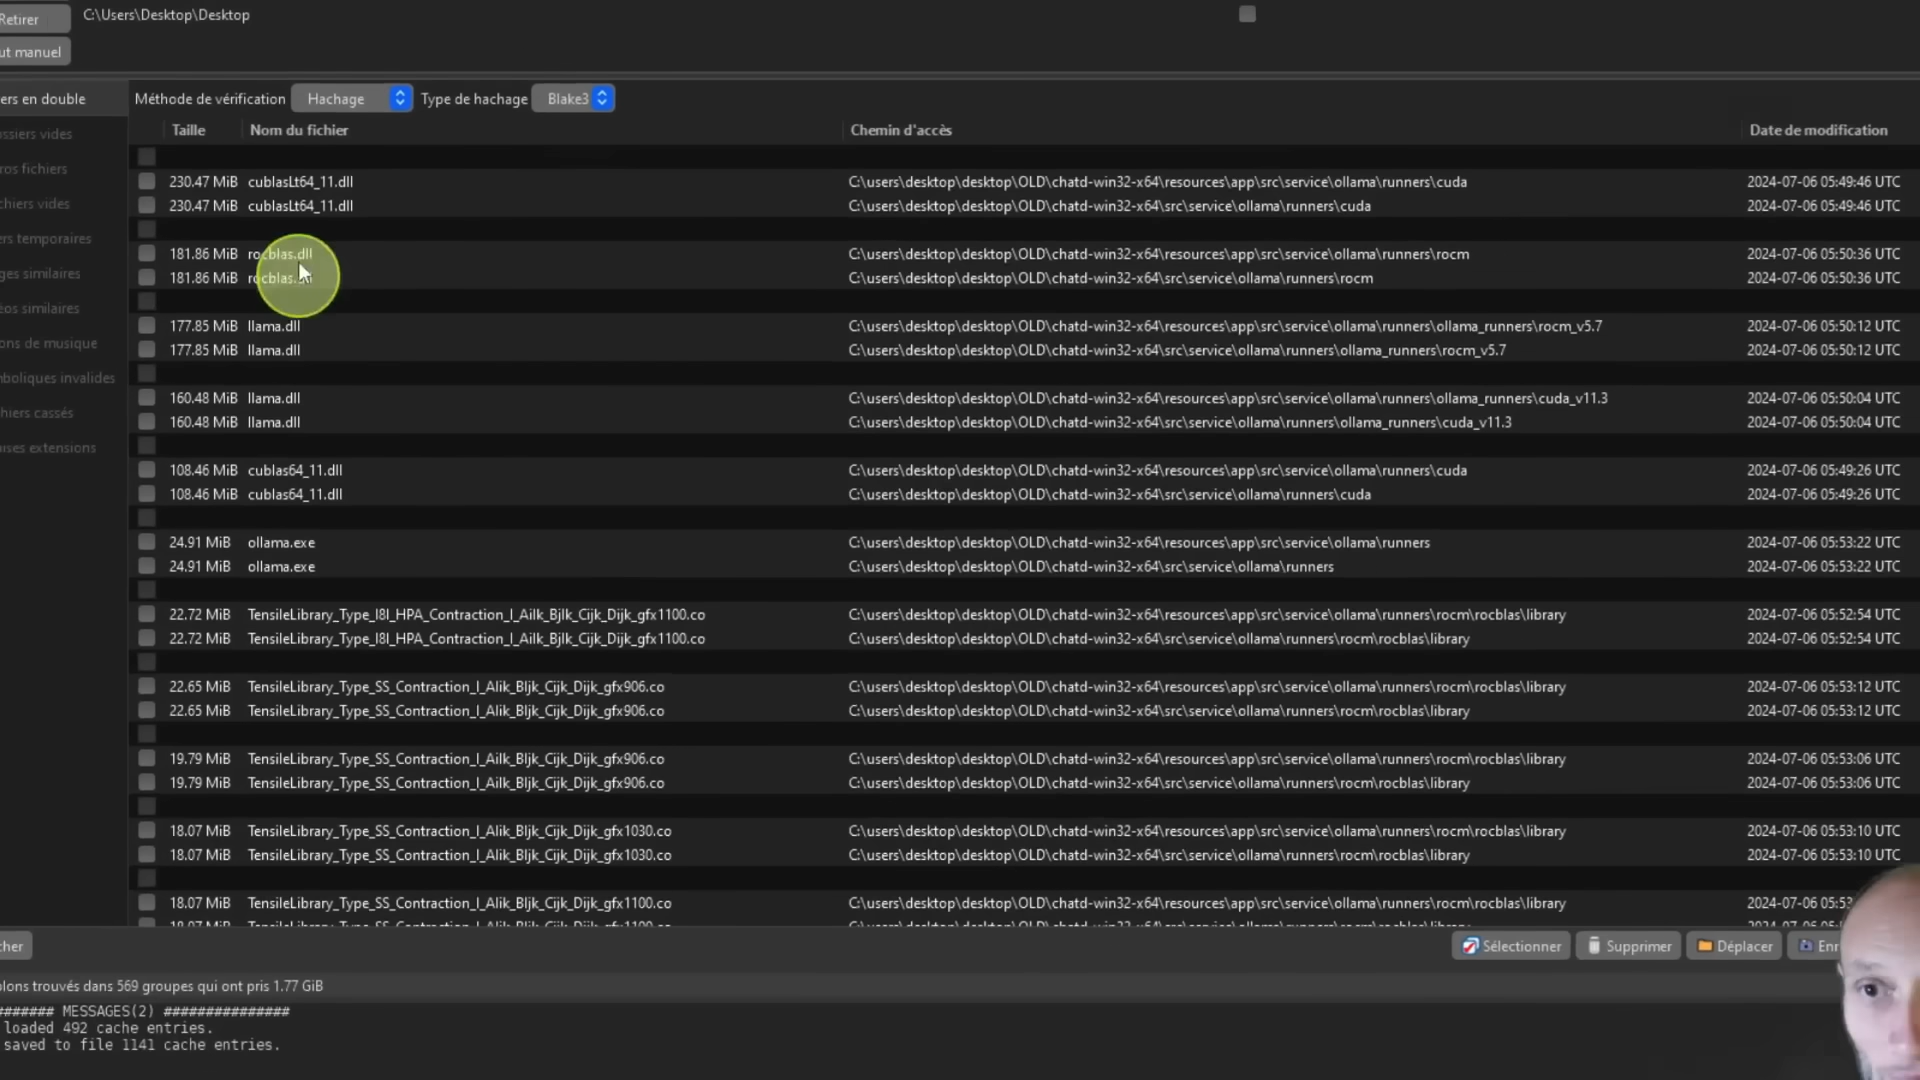 Retirer C:\Users\Desktop\Desktop
ut manuel
ers en double Méthode de vérification Hachage Type de hachage Blake3
Taille Nom du fichier Chemin d'accès Date de modification
ssiers vides
ros fichiers
230.47 MiB cublasLt64_11.dll C:\users\desktop\desktop\OLD\chatd-win32-x64\resources\app\src\service\ollama\runners\cuda 2024-07-06 05:49:46 UTC
chiers vides
230.47 MiB cublasLt64_11.dll C:\users\desktop\desktop\OLD\chatd-win32-x64\src\service\ollama\runners\cuda 2024-07-06 05:49:46 UTC
ers temporaires
181.86 MiB rocblas.dll C:\users\desktop\desktop\OLD\chatd-win32-x64\resources\app\src\service\ollama\runners\rocm 2024-07-06 05:50:36 UTC
ges similaires
181.86 MiB rocblas.dll C:\users\desktop\desktop\OLD\chatd-win32-x64\src\service\ollama\runners\rocm 2024-07-06 05:50:36 UTC
éos similaires
177.85 MiB llama.dll C:\users\desktop\desktop\OLD\chatd-win32-x64\resources\app\src\service\ollama\runners\ollama_runners\rocm_v5.7 2024-07-06 05:50:12 UTC
ons de musique
177.85 MiB llama.dll C:\users\desktop\desktop\OLD\chatd-win32-x64\src\service\ollama\runners\ollama_runners\rocm_v5.7 2024-07-06 05:50:12 UTC
boliques invalides
160.48 MiB llama.dll C:\users\desktop\desktop\OLD\chatd-win32-x64\resources\app\src\service\ollama\runners\ollama_runners\cuda_v11.3 2024-07-06 05:50:04 UTC
hiers cassés
160.48 MiB llama.dll C:\users\desktop\desktop\OLD\chatd-win32-x64\src\service\ollama\runners\ollama_runners\cuda_v11.3 2024-07-06 05:50:04 UTC
ises extensions
108.46 MiB cublas64_11.dll C:\users\desktop\desktop\OLD\chatd-win32-x64\resources\app\src\service\ollama\runners\cuda 2024-07-06 05:49:26 UTC
108.46 MiB cublas64_11.dll C:\users\desktop\desktop\OLD\chatd-win32-x64\src\service\ollama\runners\cuda 2024-07-06 05:49:26 UTC
24.91 MiB ollama.exe C:\users\desktop\desktop\OLD\chatd-win32-x64\resources\app\src\service\ollama\runners 2024-07-06 05:53:22 UTC
24.91 MiB ollama.exe C:\users\desktop\desktop\OLD\chatd-win32-x64\src\service\ollama\runners 2024-07-06 05:53:22 UTC
22.72 MiB TensileLibrary_Type_I8I_HPA_Contraction_l_Ailk_Bjlk_Cijk_Dijk_gfx1100.co C:\users\desktop\desktop\OLD\chatd-win32-x64\resources\app\src\service\ollama\runners\rocm\rocblas\library 2024-07-06 05:52:54 UTC
22.72 MiB TensileLibrary_Type_I8I_HPA_Contraction_l_Ailk_Bjlk_Cijk_Dijk_gfx1100.co C:\users\desktop\desktop\OLD\chatd-win32-x64\src\service\ollama\runners\rocm\rocblas\library 2024-07-06 05:52:54 UTC
22.65 MiB TensileLibrary_Type_SS_Contraction_l_Alik_Bljk_Cijk_Dijk_gfx906.co C:\users\desktop\desktop\OLD\chatd-win32-x64\resources\app\src\service\ollama\runners\rocm\rocblas\library 2024-07-06 05:53:12 UTC
22.65 MiB TensileLibrary_Type_SS_Contraction_l_Alik_Bljk_Cijk_Dijk_gfx906.co C:\users\desktop\desktop\OLD\chatd-win32-x64\src\service\ollama\runners\rocm\rocblas\library 2024-07-06 05:53:12 UTC
19.79 MiB TensileLibrary_Type_SS_Contraction_l_Ailk_Bljk_Cijk_Dijk_gfx906.co C:\users\desktop\desktop\OLD\chatd-win32-x64\resources\app\src\service\ollama\runners\rocm\rocblas\library 2024-07-06 05:53:06 UTC
19.79 MiB TensileLibrary_Type_SS_Contraction_l_Ailk_Bljk_Cijk_Dijk_gfx906.co C:\users\desktop\desktop\OLD\chatd-win32-x64\src\service\ollama\runners\rocm\rocblas\library 2024-07-06 05:53:06 UTC
18.07 MiB TensileLibrary_Type_SS_Contraction_l_Alik_Bljk_Cijk_Dijk_gfx1030.co C:\users\desktop\desktop\OLD\chatd-win32-x64\resources\app\src\service\ollama\runners\rocm\rocblas\library 2024-07-06 05:53:10 UTC
18.07 MiB TensileLibrary_Type_SS_Contraction_l_Alik_Bljk_Cijk_Dijk_gfx1030.co C:\users\desktop\desktop\OLD\chatd-win32-x64\src\service\ollama\runners\rocm\rocblas\library 2024-07-06 05:53:10 UTC
18.07 MiB TensileLibrary_Type_SS_Contraction_l_Alik_Bljk_Cijk_Dijk_gfx1100.co C:\users\desktop\desktop\OLD\chatd-win32-x64\resources\app\src\service\ollama\runners\rocm\rocblas\library 2024-07-06 05:53
cher Sélectionner Supprimer Déplacer Enr
lons trouvés dans 569 groupes qui ont pris 1.77 GiB
####### MESSAGES(2) ###############
loaded 492 cache entries.
saved to file 1141 cache entries.